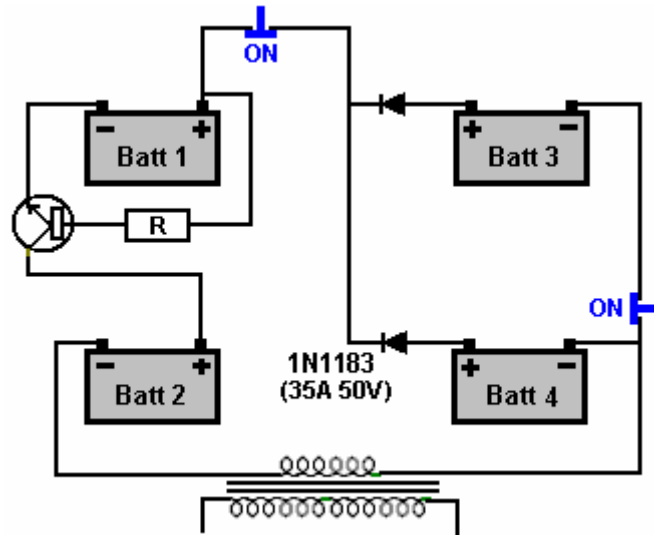 ON
- +
Batt 1
+ -
Batt 3
R
ON
- +
Batt 2
1N1183
(35A 50V)
+ -
Batt 4